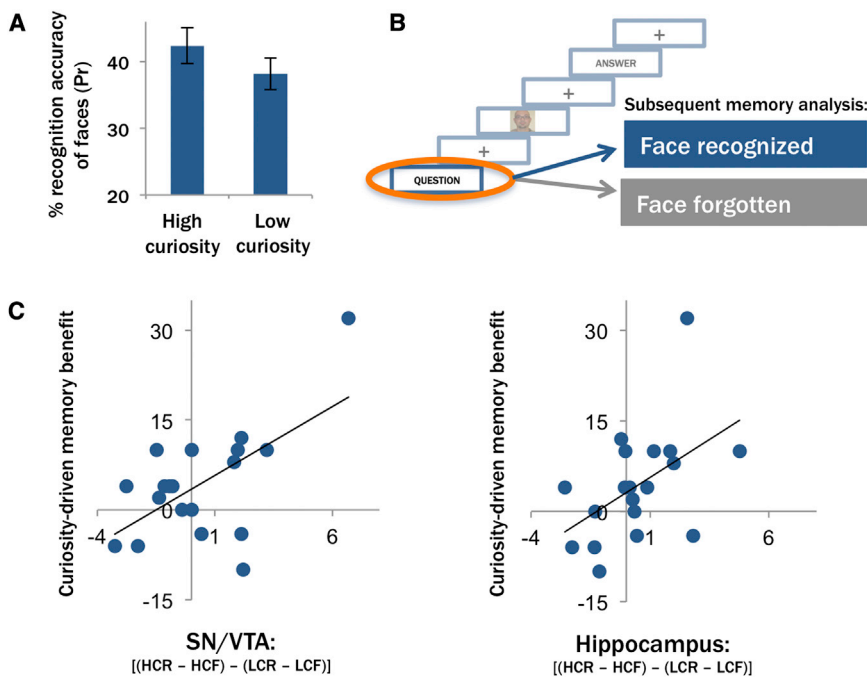 A
% recognition accuracy
of faces (Pr)
40
30
20
High
curiosity
Low
curiosity
B
+
ANSWER
+
+
QUESTION
Subsequent memory analysis:
Face recognized
Face forgotten
C
Curiosity-driven memory benefit
30
15
0
-15
-4
1
6
SN/VTA:
[(HCR – HCF) – (LCR – LCF)]
Curiosity-driven memory benefit
30
15
0
-15
-4
1
6
Hippocampus:
[(HCR – HCF) – (LCR – LCF)]